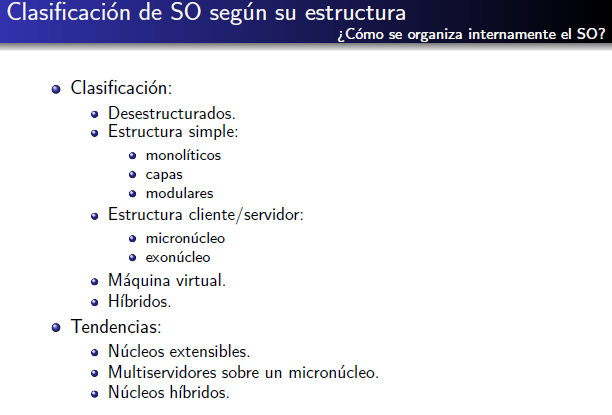 Clasificación de SO según su estructura
¿Cómo se organiza internamente el SO?
Clasificación:
Desestructurados.
Estructura simple:
monolíticos
capas
modulares
Estructura cliente/servidor:
micronúcleo
exonúcleo
Máquina virtual.
Híbridos.
Tendencias:
Núcleos extensibles.
Multiservidores sobre un micronúcleo.
Núcleos híbridos.